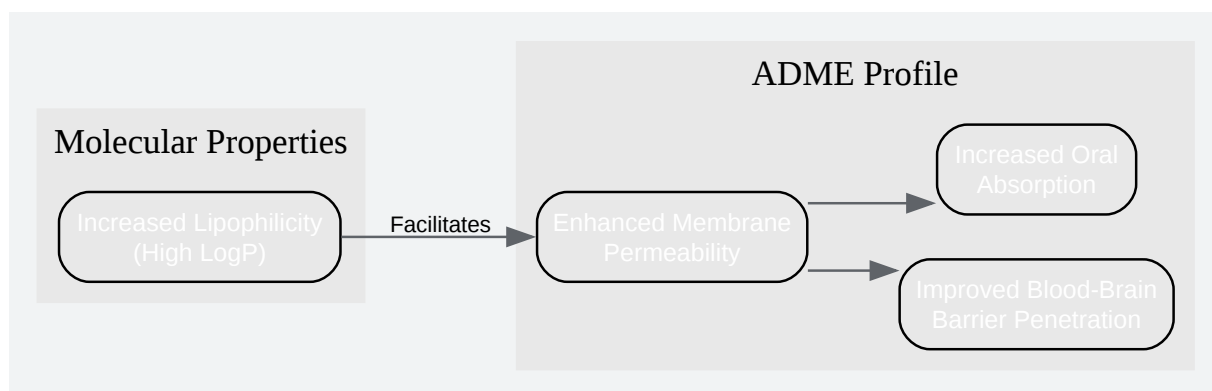 Molecular Properties
Increased Lipophilicity
(High LogP)
Facilitates
ADME Profile
Enhanced Membrane
Permeability
Increased Oral
Absorption
Improved Blood-Brain
Barrier Penetration